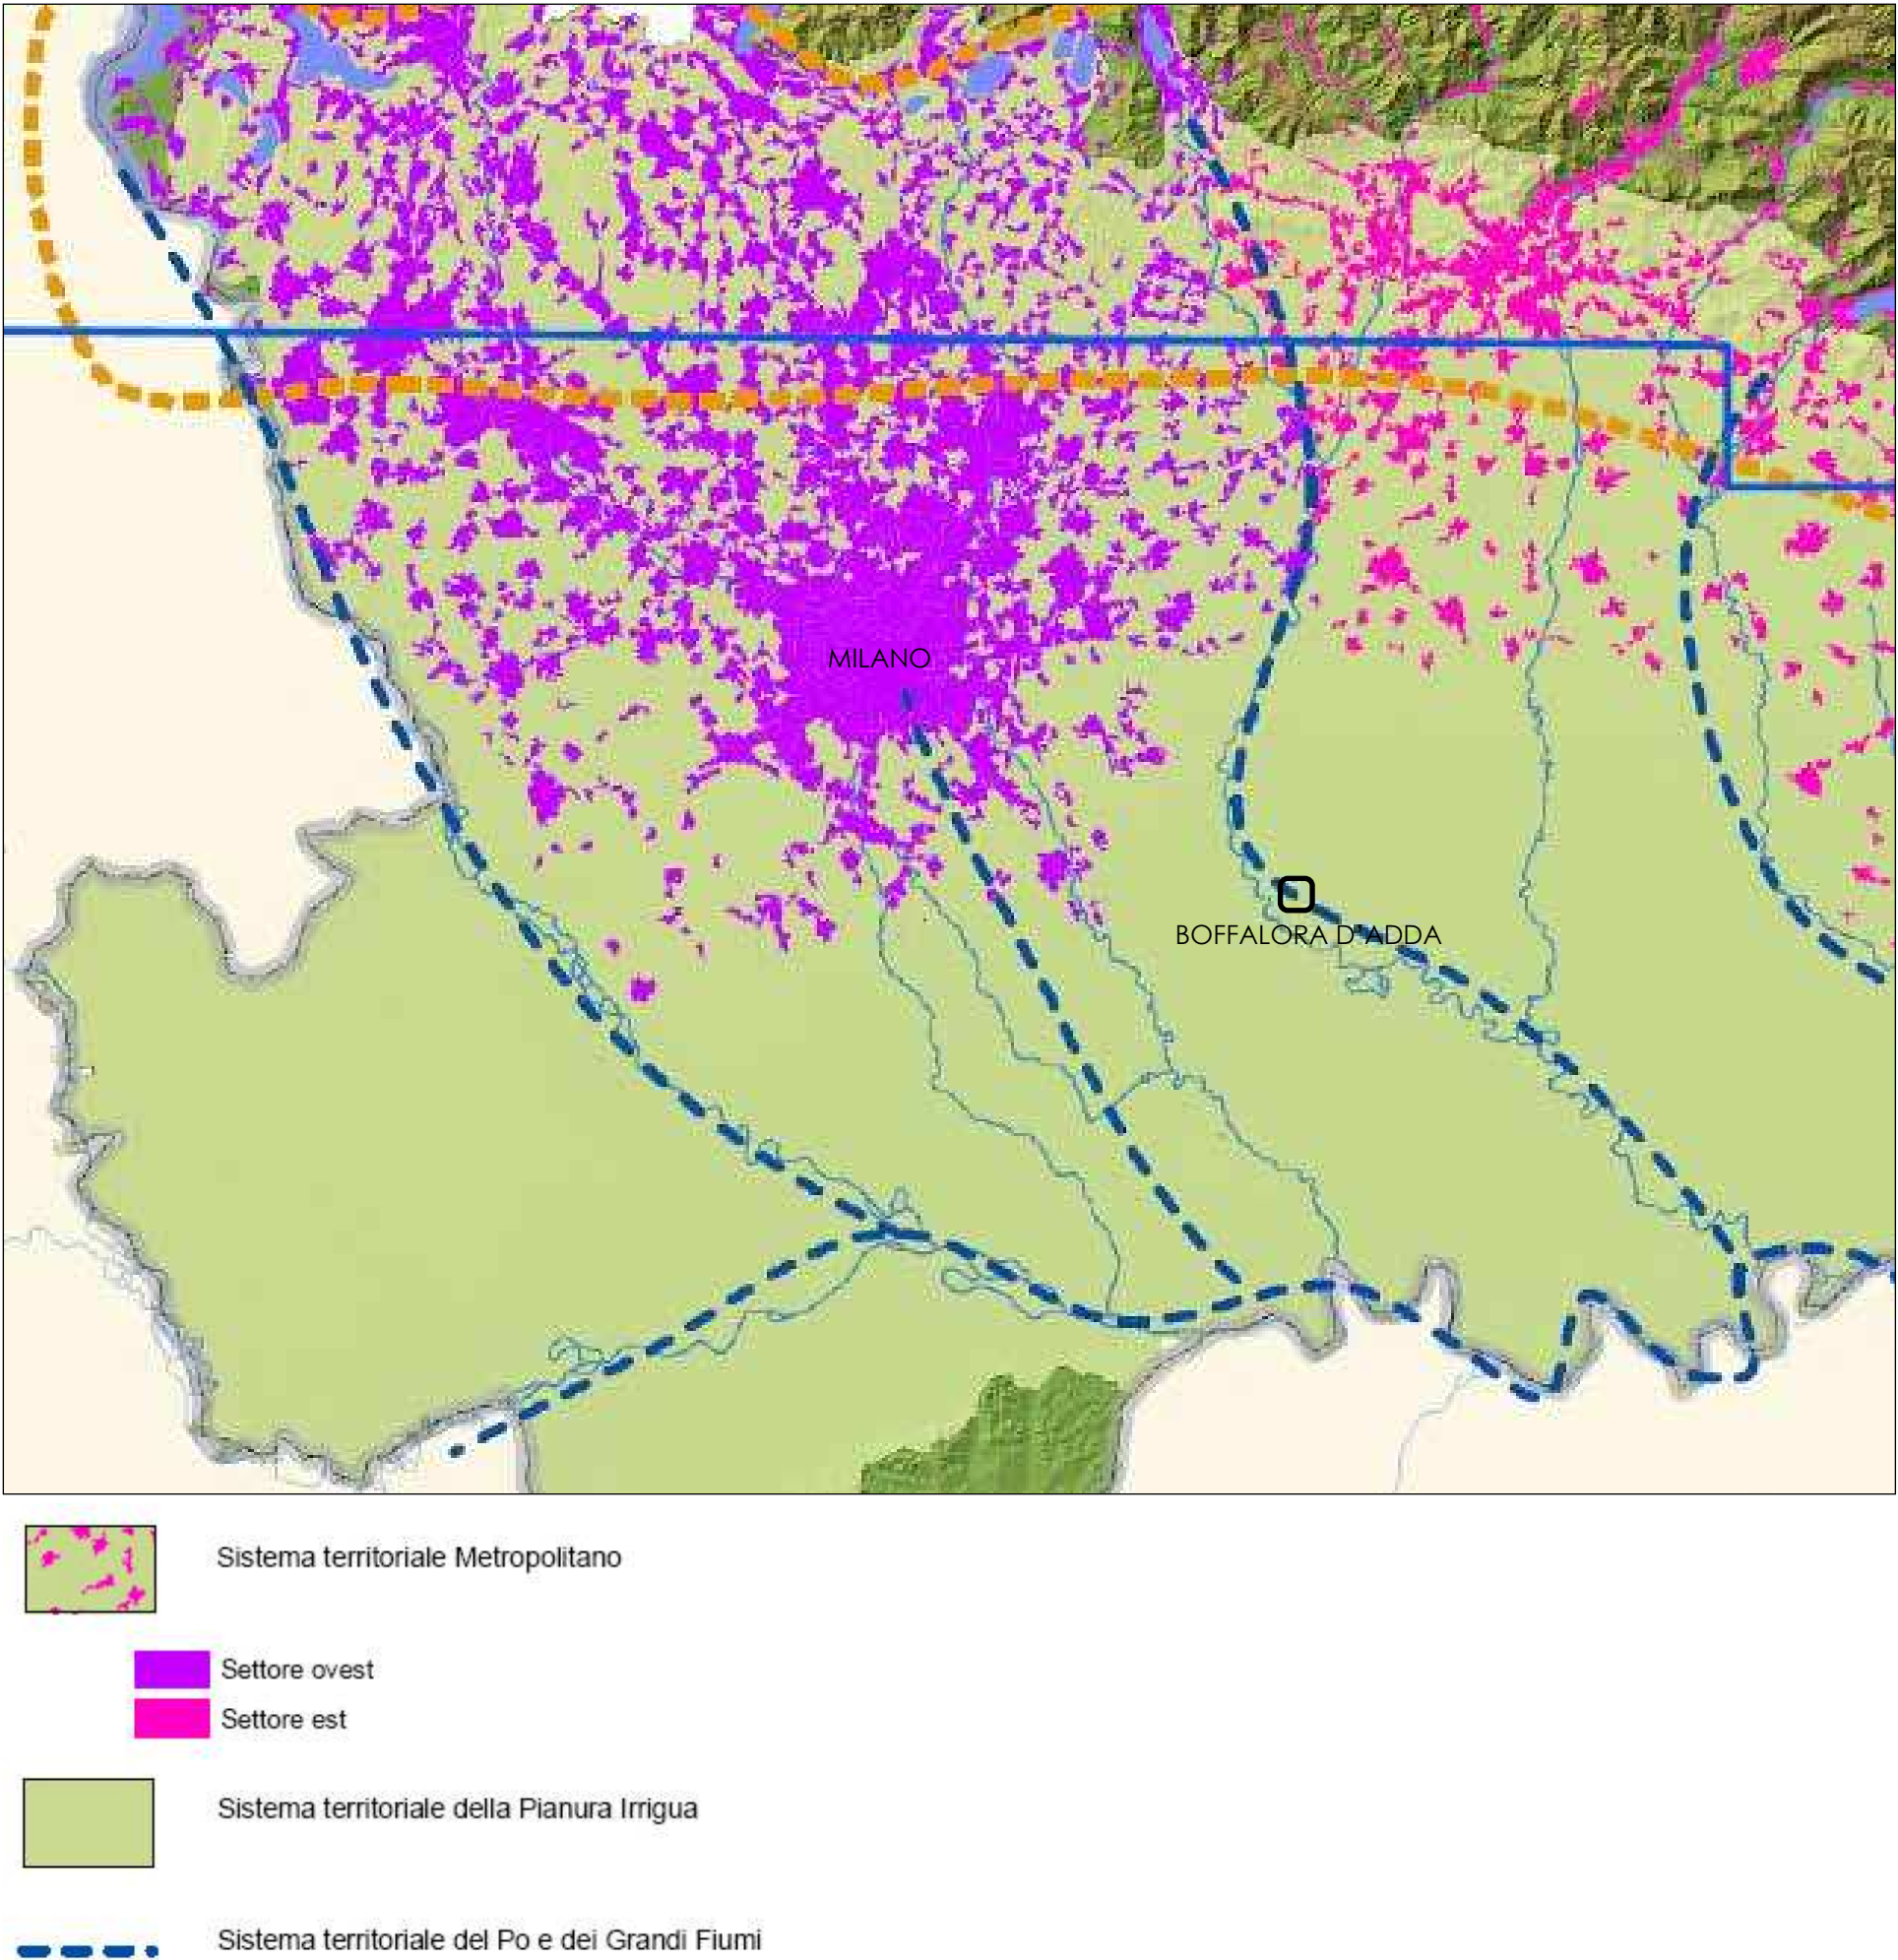 MILANO
BOFFALORA D'ADDA
Sistema territoriale Metropolitano
Settore ovest
Settore est
Sistema territoriale della Pianura Irrigua
Sistema territoriale del Po e dei Grandi Fiumi